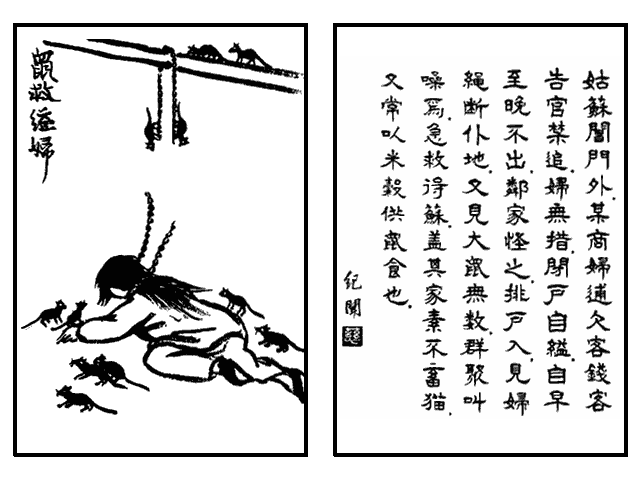 鼠救縊婦
姑蘇閶門外.某商婦逋欠客錢客
告官禁追.婦無措.閉戶自縊.自早
至晚不出.鄰家怪之.排戶入.見婦
繩斷仆地.又見大鼠無數.群聚叫
噪焉.急救得蘇.蓋其家素不畜猫.
又常以米穀供鼠食也.
紀聞